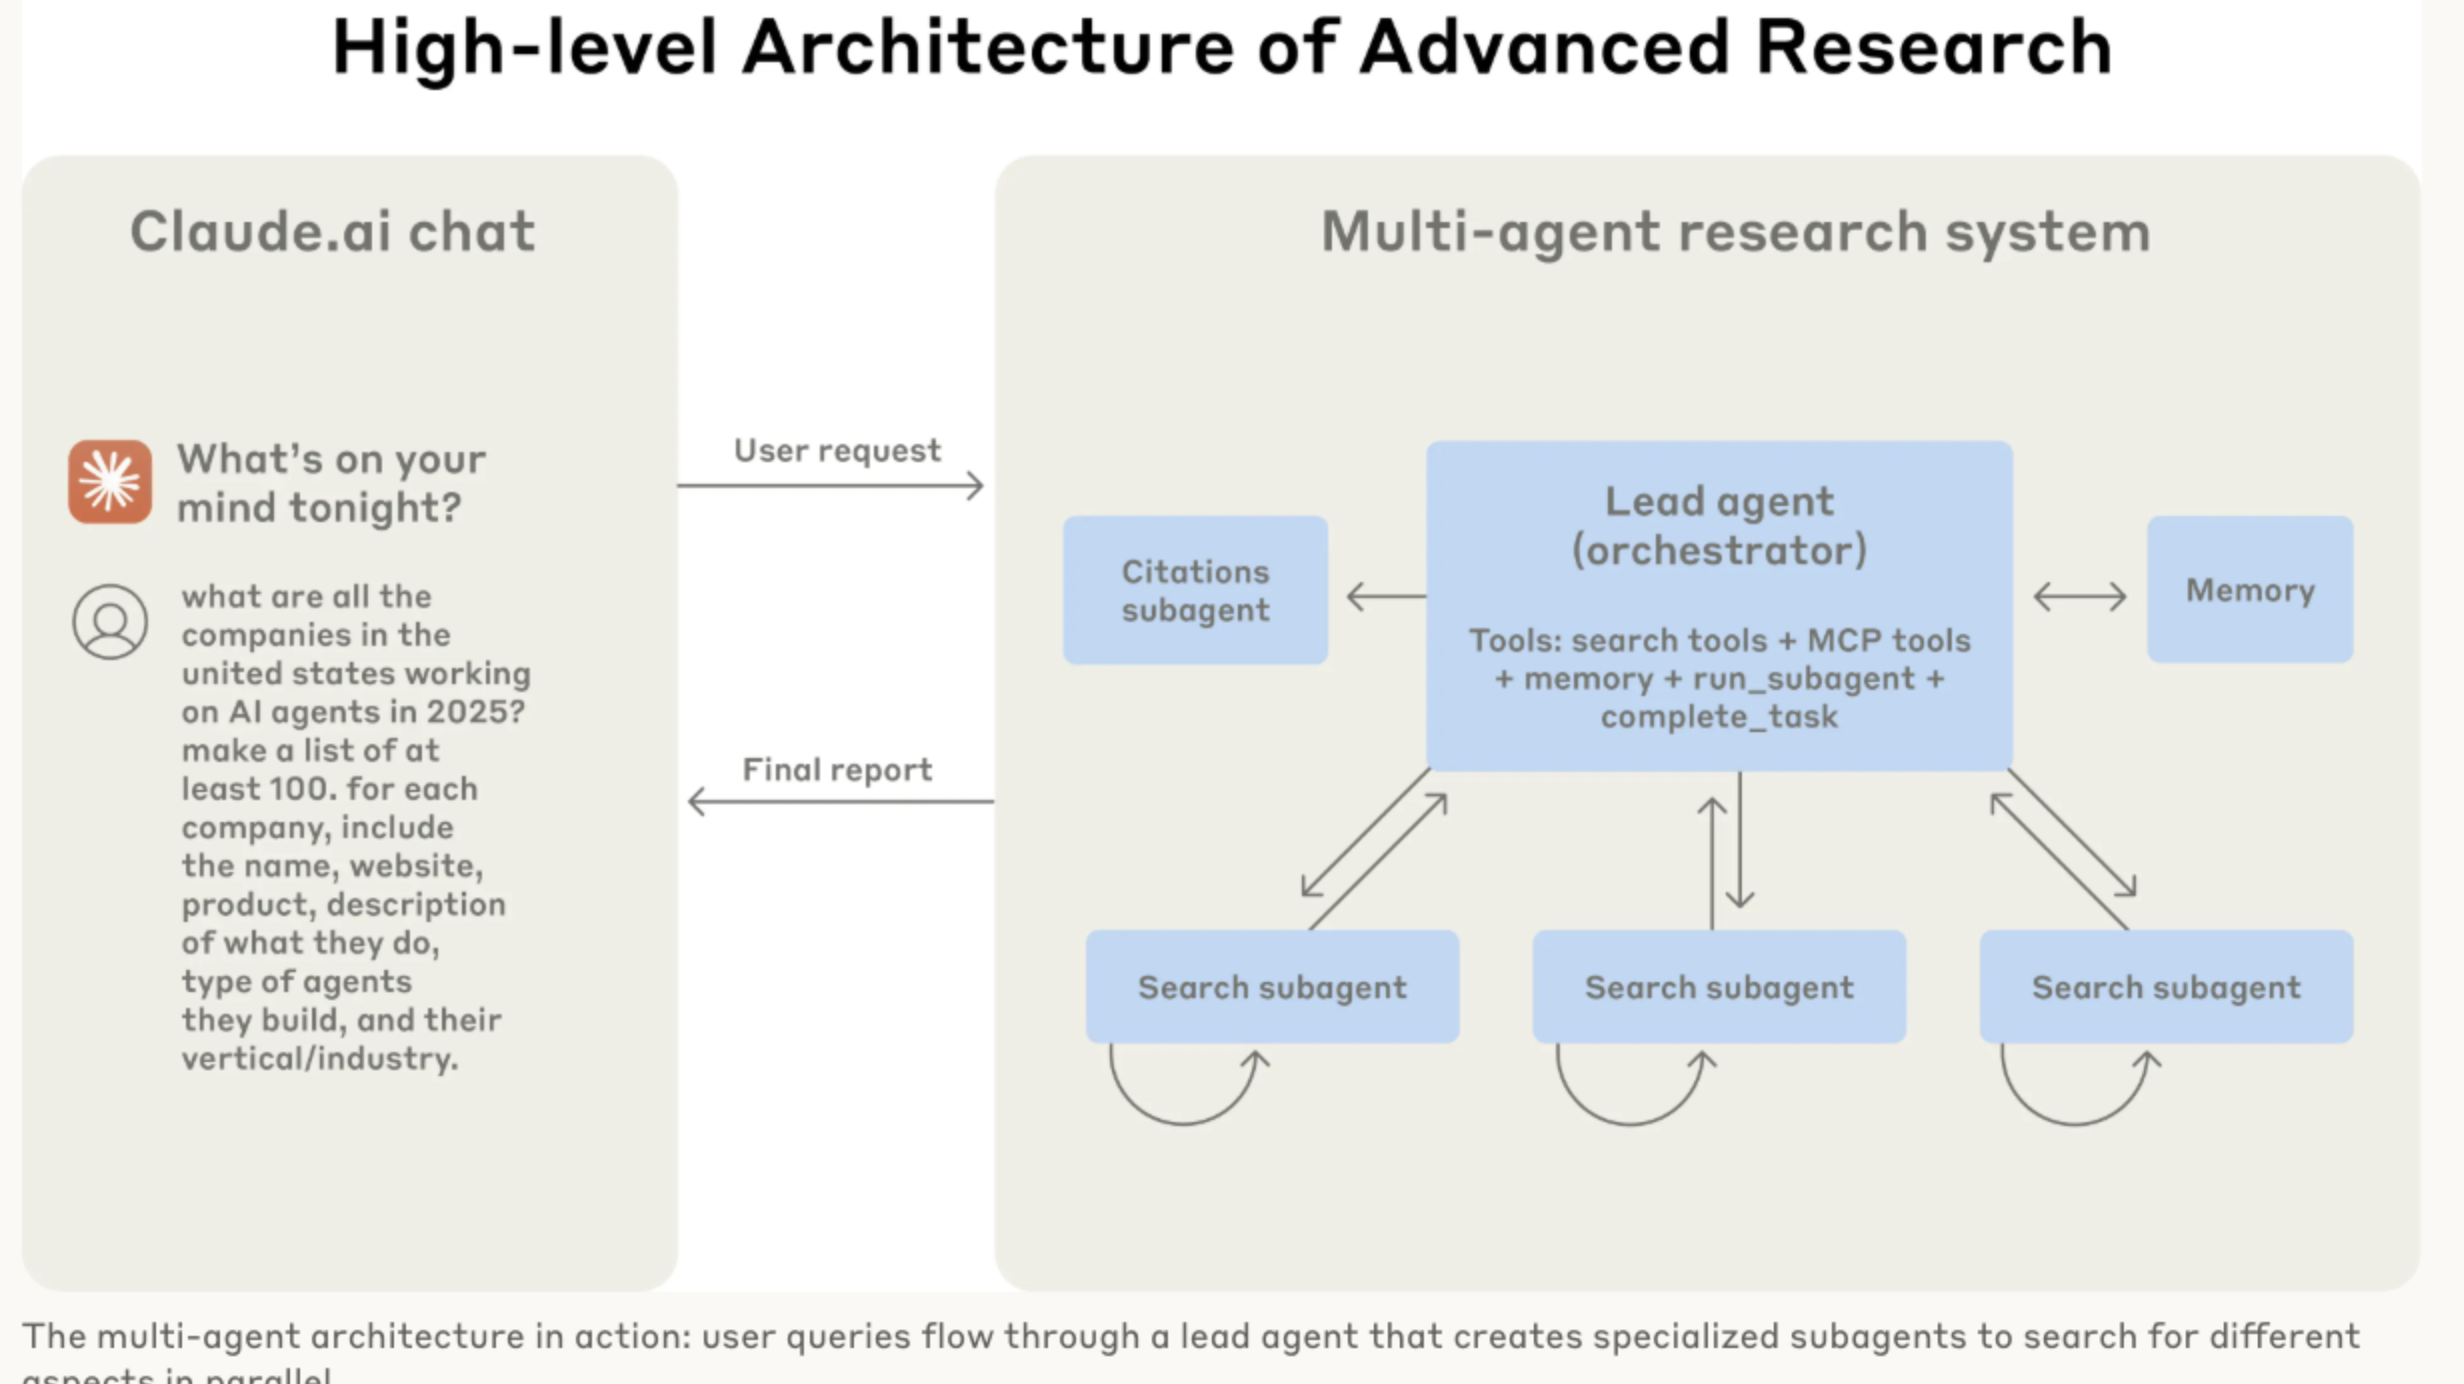 High-level Architecture of Advanced Research
Claude.ai chat
What's on your
mind tonight?
what are all the
companies in the
united states working
on AI agents in 2025?
make a list of at
least 100. for each
company, include
the name, website,
product, description
of what they do,
type of agents
they build, and their
vertical/industry.
User request
Final report
Multi-agent research system
Citations
subagent
Lead agent
(orchestrator)
Tools: search tools + MCP tools
+ memory + run_subagent +
complete_task
Memory
Search subagent
Search subagent
Search subagent
The multi-agent architecture in action: user queries flow through a lead agent that creates specialized subagents to search for different
aspects in parallel